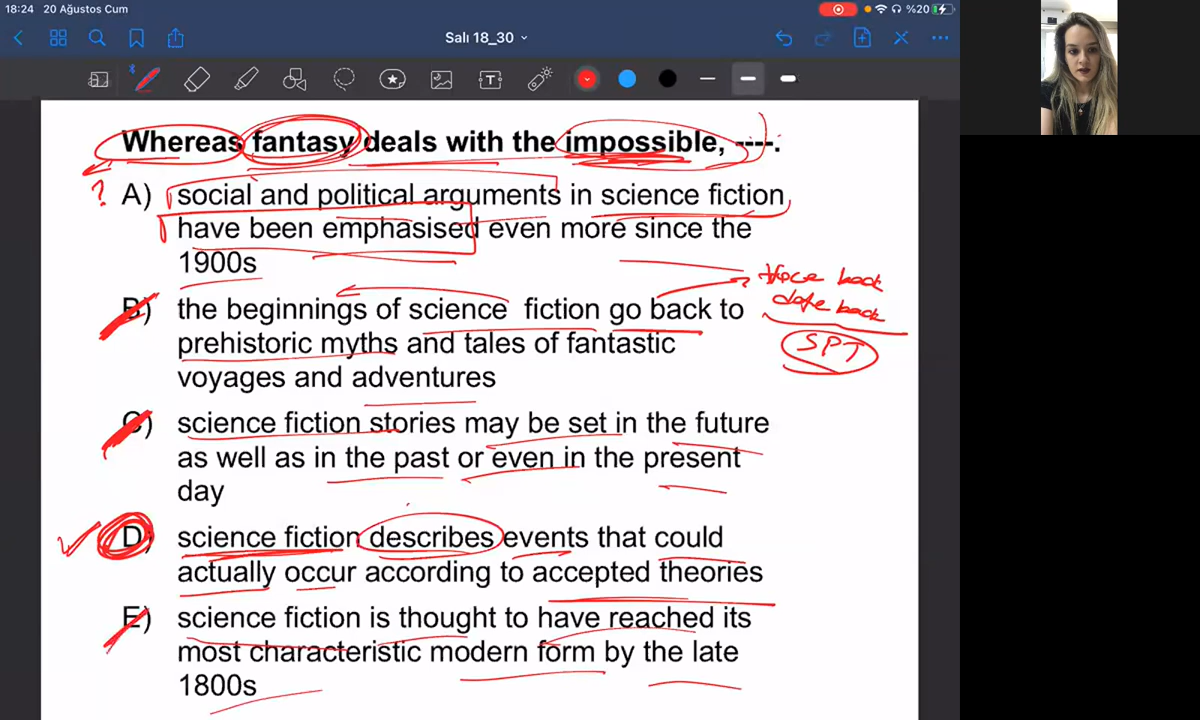 18:24 20 Ağustos Cum %20
Salı 18_30
Whereas fantasy deals with the impossible, ----.
? A) social and political arguments in science fiction
have been emphasised even more since the
1900s
B) the beginnings of science fiction go back to
prehistoric myths and tales of fantastic
voyages and adventures
trace back
date back
SPT
C) science fiction stories may be set in the future
as well as in the past or even in the present
day
D) science fiction describes events that could
actually occur according to accepted theories
E) science fiction is thought to have reached its
most characteristic modern form by the late
1800s